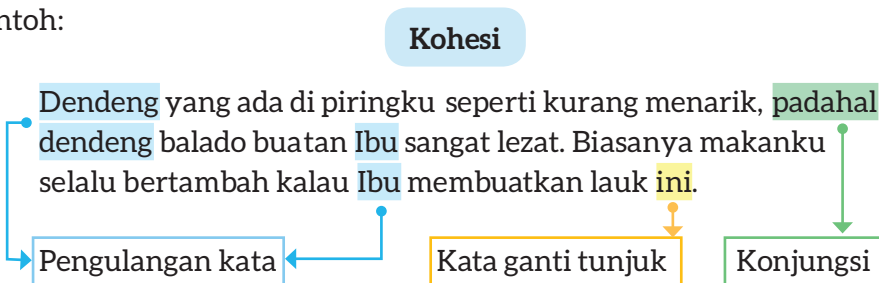 ntoh:
Kohesi
Dendeng yang ada di piringku seperti kurang menarik, padahal
dendeng balado buatan Ibu sangat lezat. Biasanya makanku
selalu bertambah kalau Ibu membuatkan lauk ini.
Pengulangan kata
Kata ganti tunjuk
Konjungsi